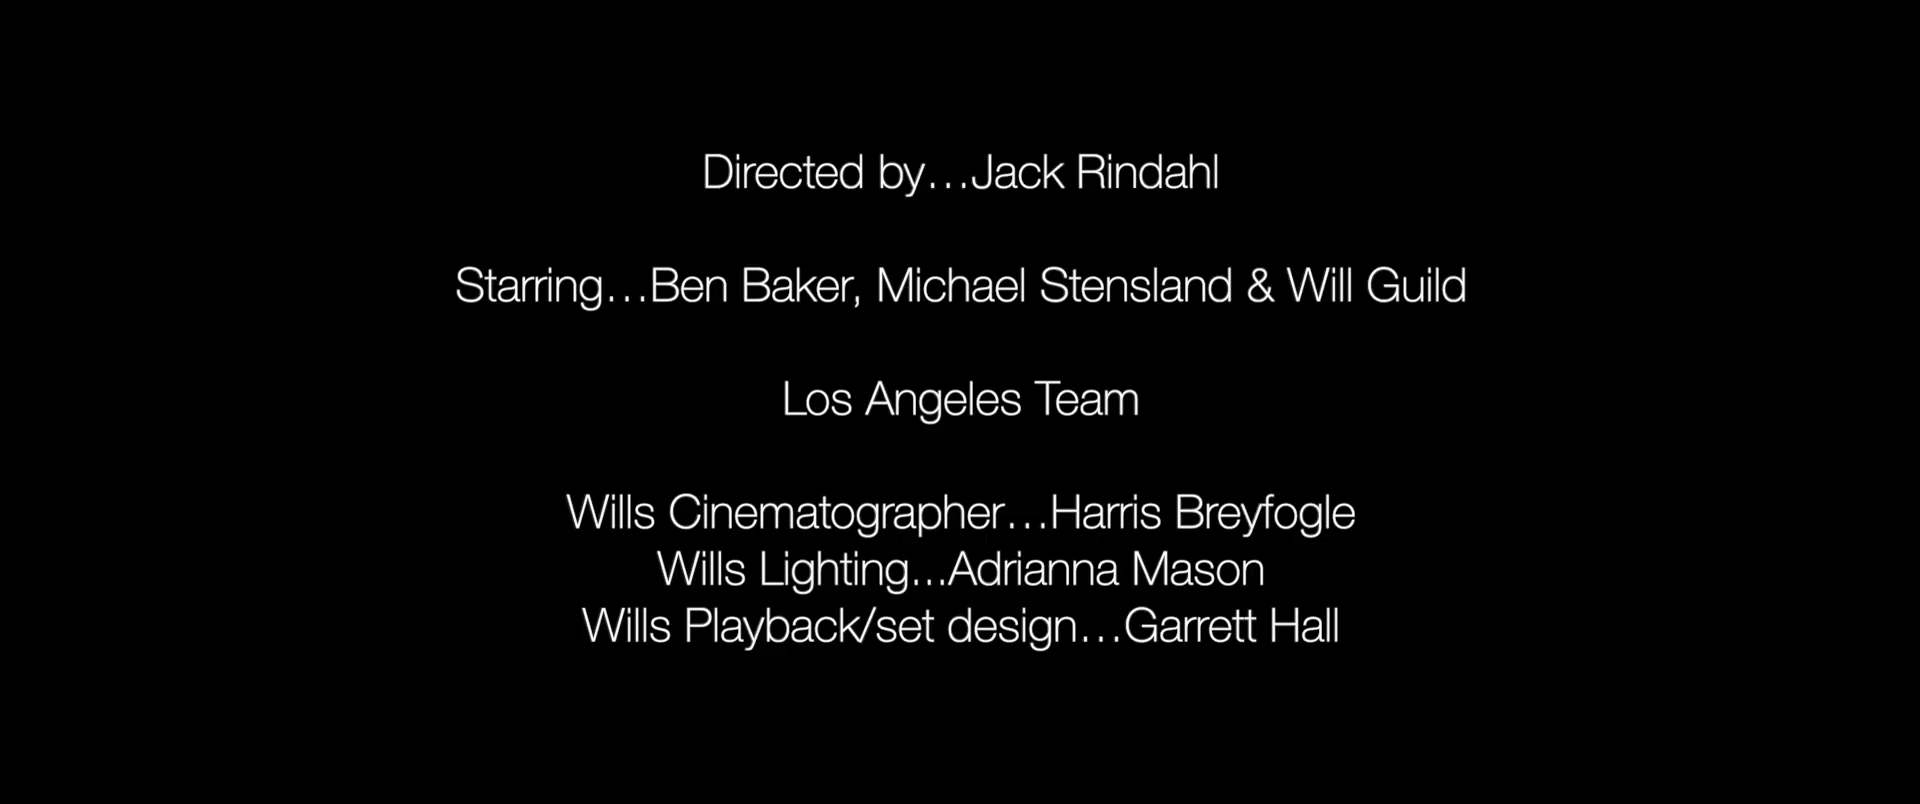 Directed by…Jack Rindahl
Starring…Ben Baker, Michael Stensland & Will Guild
Los Angeles Team
Wills Cinematographer…Harris Breyfogle
Wills Lighting...Adrianna Mason
Wills Playback/set design…Garrett Hall